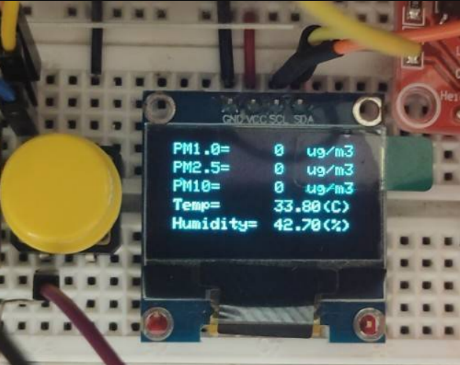 GND VCC SCL SDA
PM1.0= 0 ug/m3
PM2.5= 0 ug/m3
PM10= 0 ug/m3
Temp= 33.80(C)
Humidity= 42.70(%)